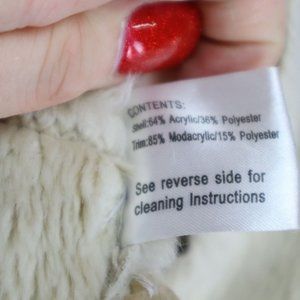 CONTENTS:
Shell:64% Acrylic/36% Polyester
Trim:85% Modacrylic/15% Polyester
See reverse side for
cleaning Instructions